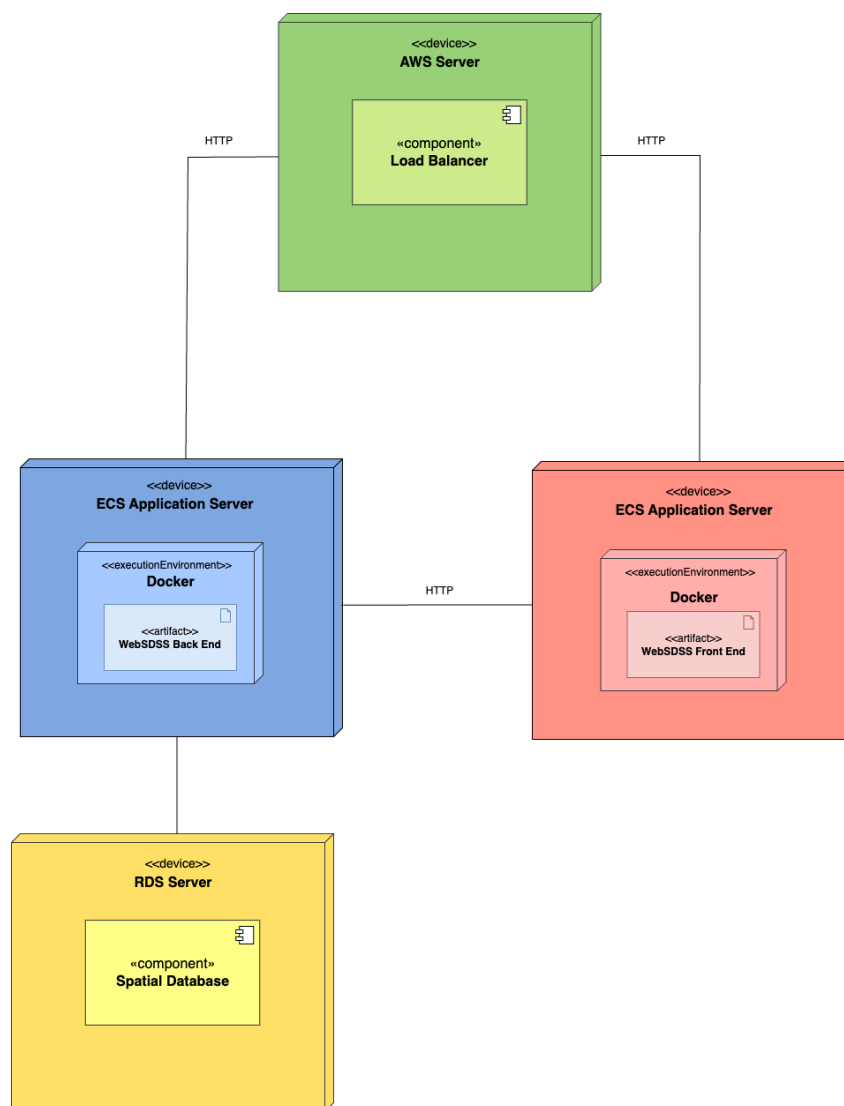 <<device>>
AWS Server
«component»
Load Balancer
HTTP
HTTP
<<device>>
ECS Application Server
<<executionEnvironment>>
Docker
<<artifact>>
WebSDSS Back End
HTTP
<<device>>
ECS Application Server
<<executionEnvironment>>
Docker
<<artifact>>
WebSDSS Front End
<<device>>
RDS Server
«component»
Spatial Database